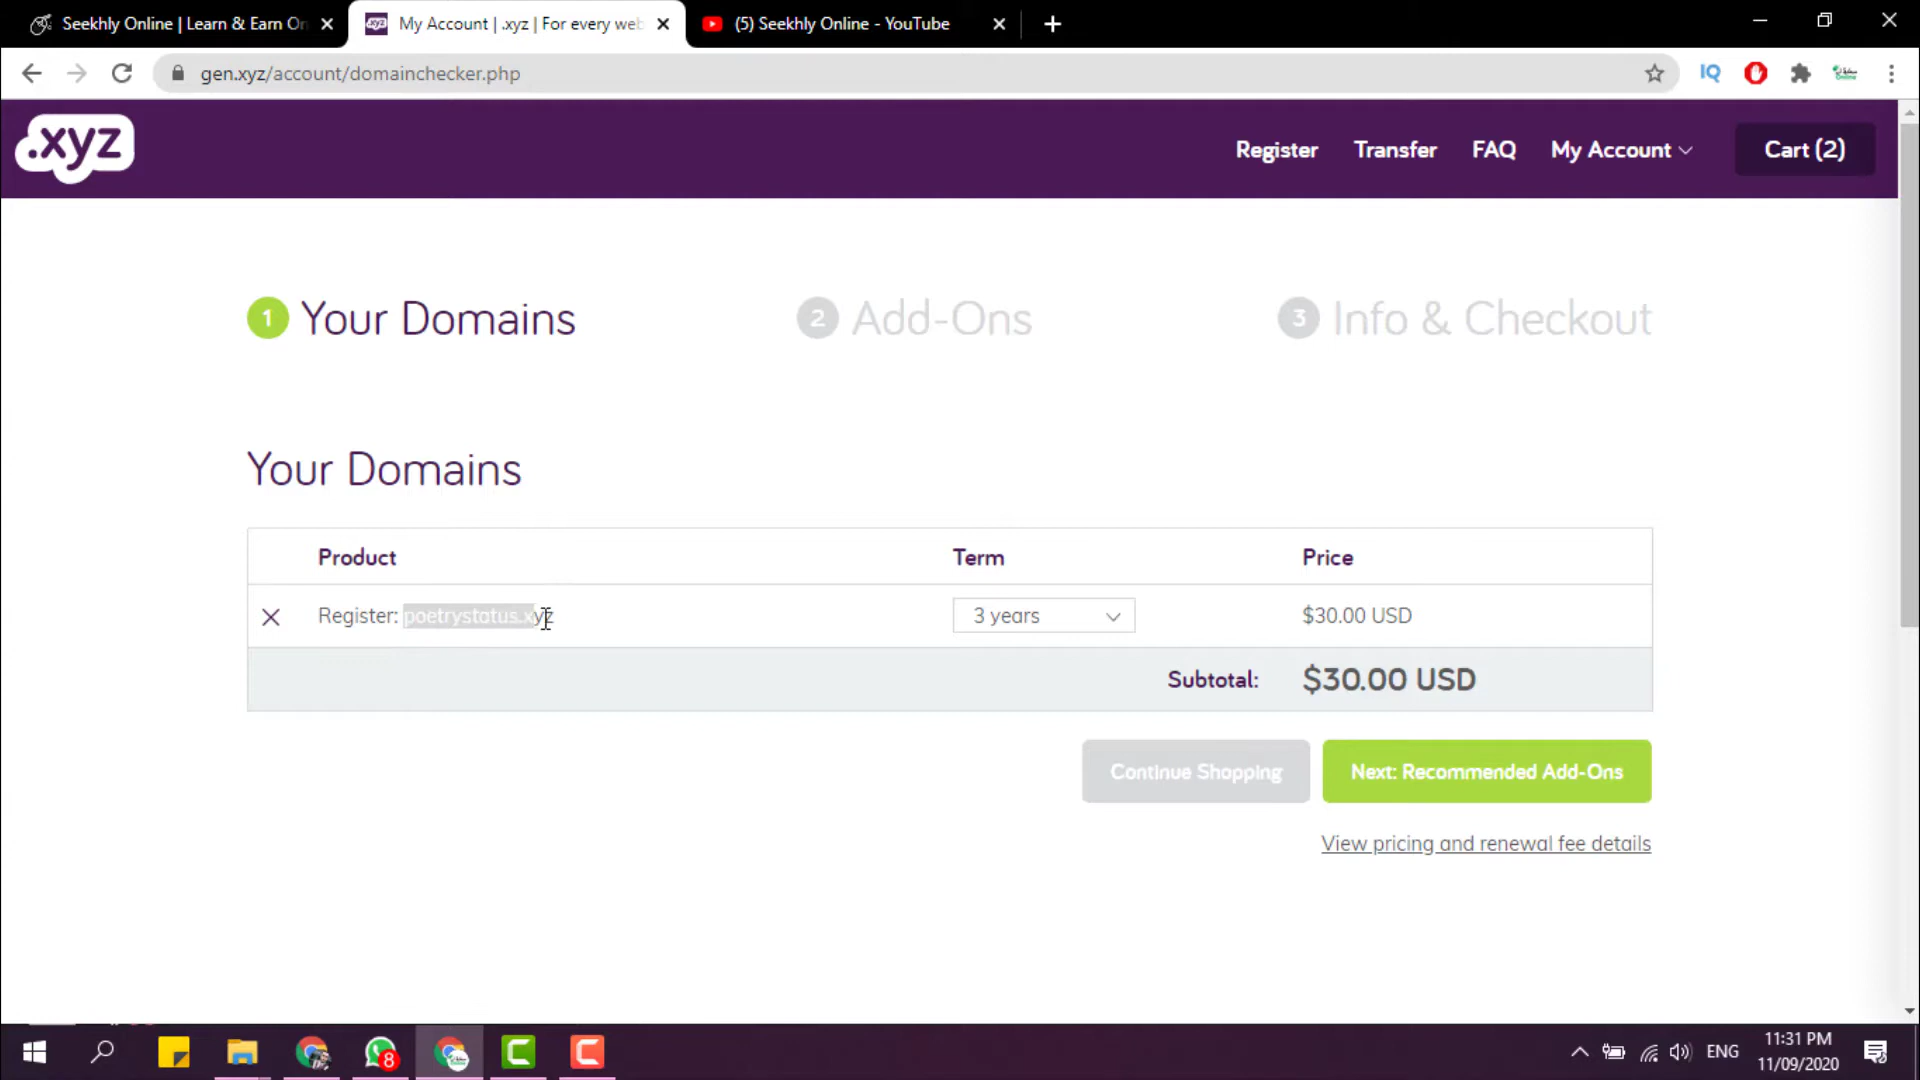 Seekhly Online | Learn & Earn On
My Account | .xyz | For every web
(5) Seekhly Online - YouTube
gen.xyz/account/domainchecker.php
IQ
.xyz
Register
Transfer
FAQ
My Account
Cart (2)
1 Your Domains
2 Add-Ons
3 Info & Checkout
Your Domains
Product
Term
Price
Register: poetrystatus.xyz
3 years
$30.00 USD
Subtotal:
$30.00 USD
Continue Shopping
Next: Recommended Add-Ons
View pricing and renewal fee details
8
ENG
11:31 PM
11/09/2020